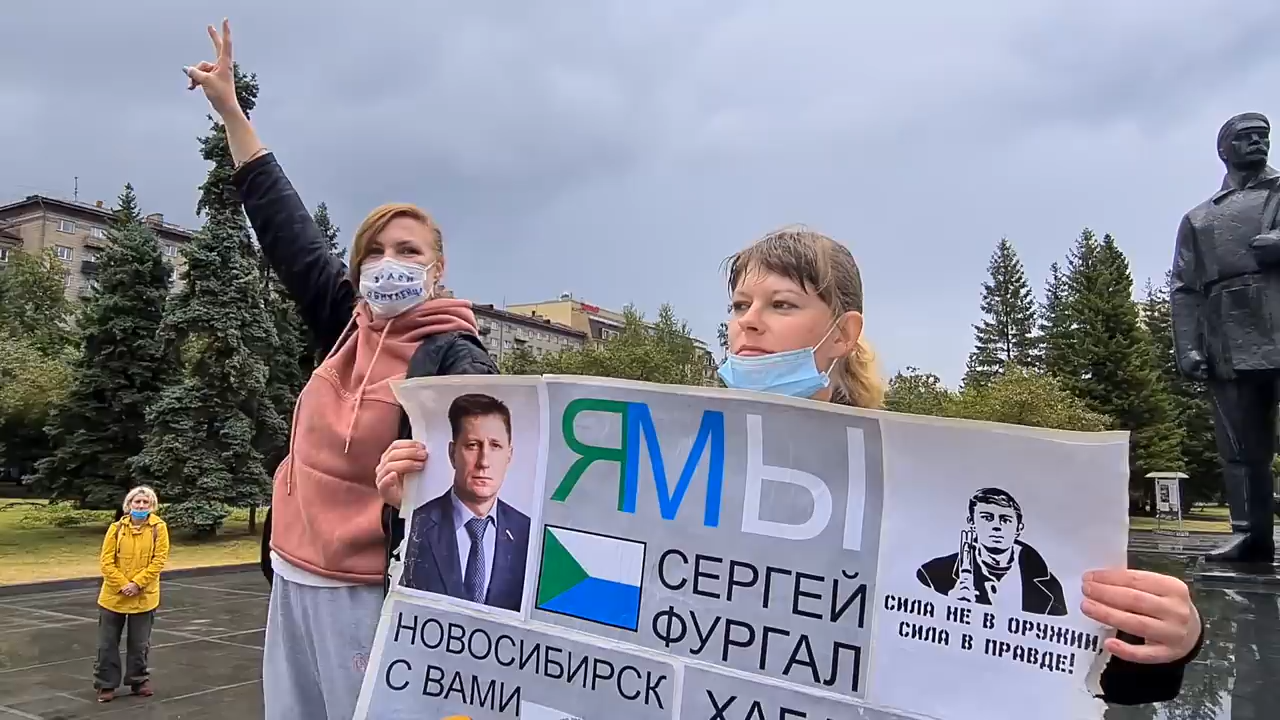 ЯМЫ
СЕРГЕЙ
ФУРГАЛ
СИЛА НЕ В ОРУЖИИ,
СИЛА В ПРАВДЕ!
НОВОСИБИРСК
С ВАМИ